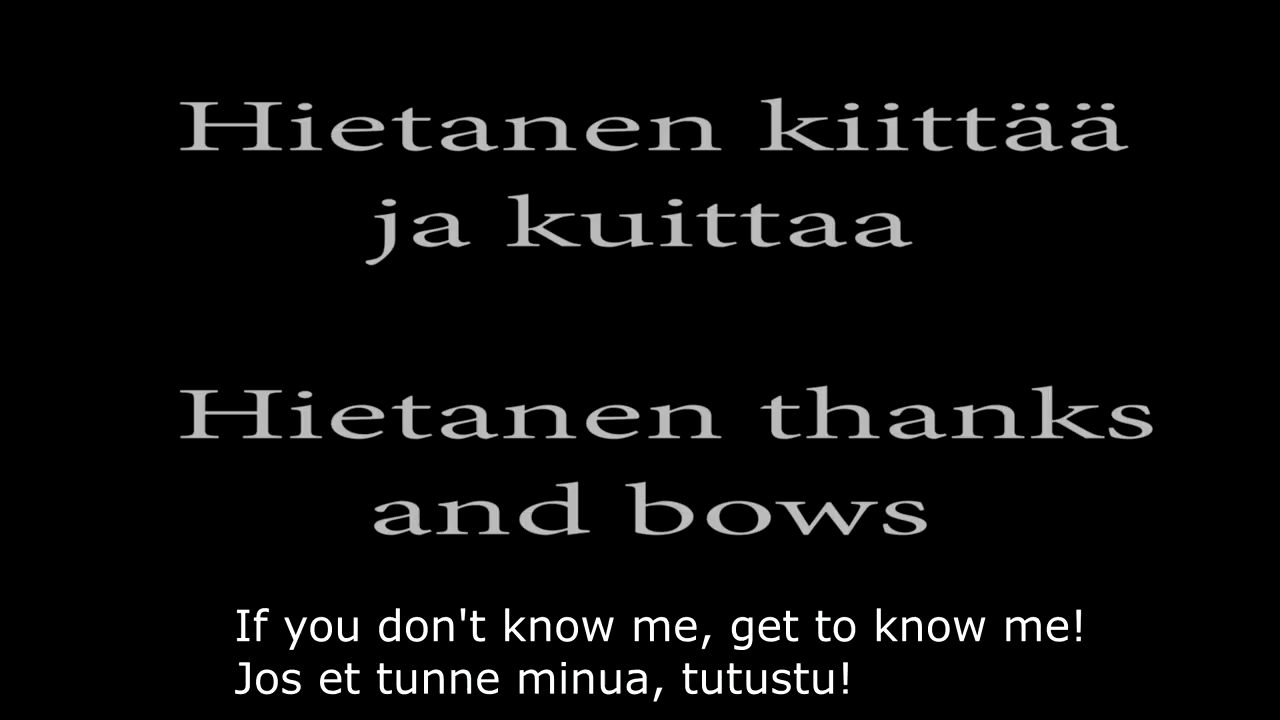 Hietanen kiittää
ja kuittaa
Hietanen thanks
and bows
If you don't know me, get to know me!
Jos et tunne minua, tutustu!